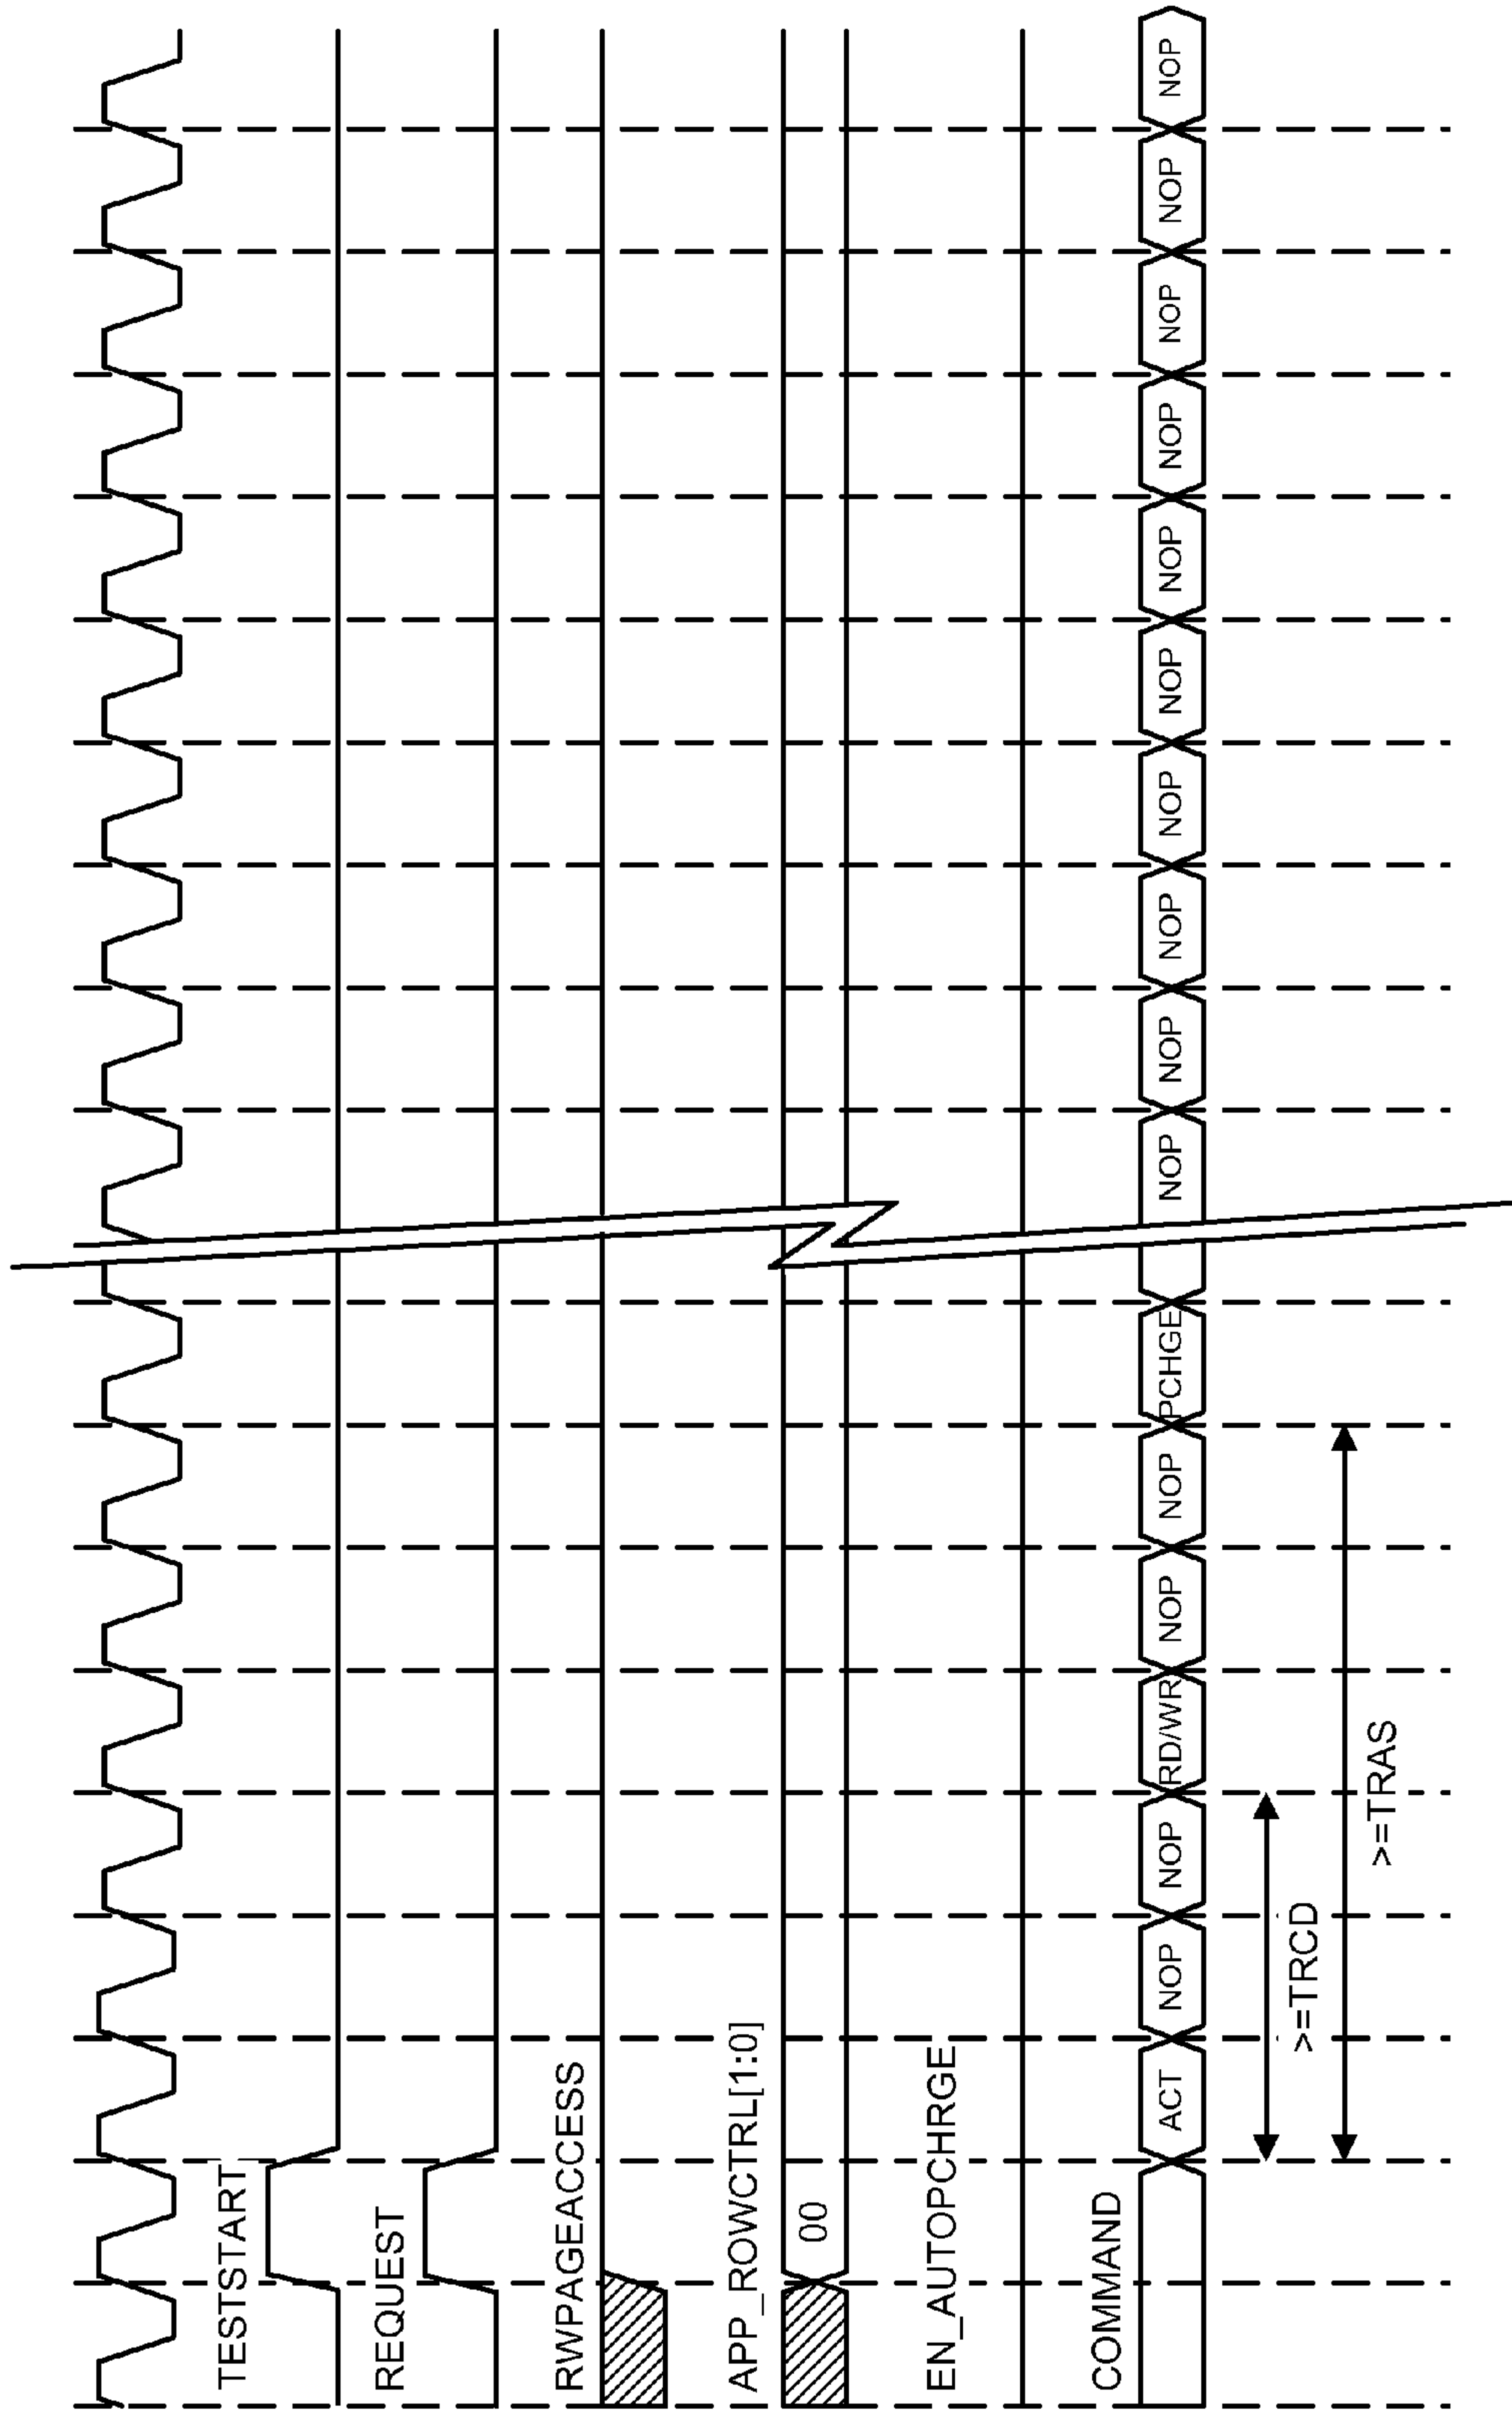 TESTSTART
REQUEST
RWPAGEACCESS
APP_ROWCTRL[1:0]
00
EN_AUTOPCHRGE
COMMAND
ACT NOP NOP RD/WR NOP NOP PCHGE NOP NOP NOP NOP NOP NOP NOP NOP NOP NOP
>=TRCD
>=TRAS